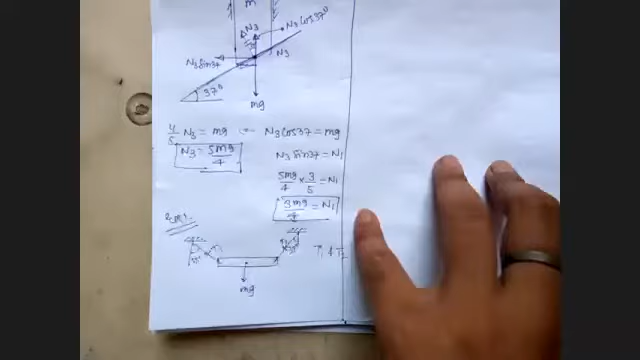 m
N3 N3 cos37°
N3 sin37 N3
37°
mg
4/5 N3 = mg ⇐ N3 cos37 = mg
N3 = 5mg/4 N3 sin37 = N1
5mg/4 × 3/5 = N1
3mg/4 = N1
mg